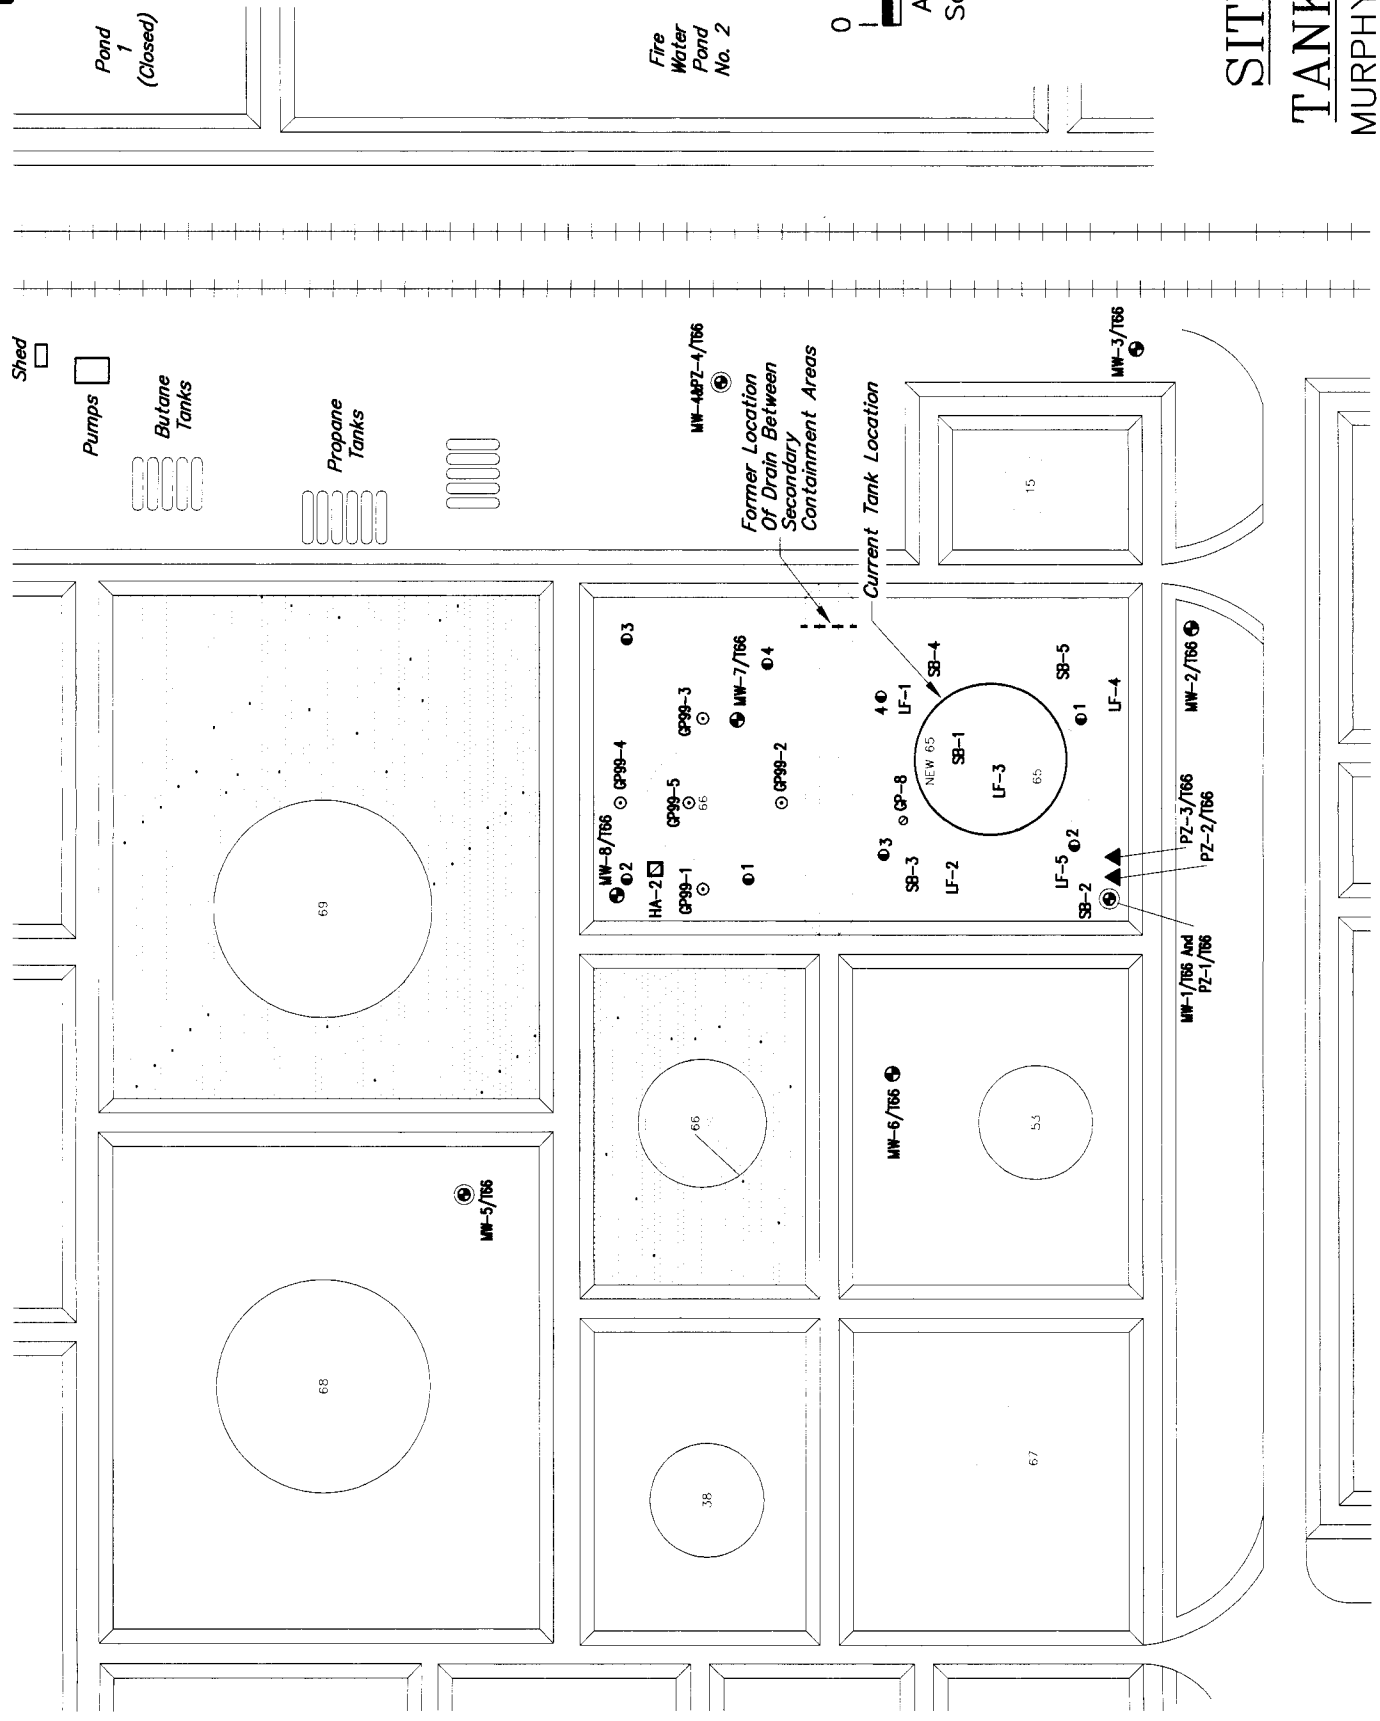 Pond
1
(Closed)
Fire
Water
Pond
No. 2
0
A
SIT
TANK
MURPHY
Shed
Pumps
Butane
Tanks
Propane
Tanks
MW-4&PZ-4/T66
Former Location
Of Drain Between
Secondary
Containment Areas
Current Tank Location
MW-3/T66
15
69
3
4
MW-7/T66
GP99-3
GP99-4
GP99-5
66
GP99-2
MW-8/T66
2
HA-2
GP99-1
1
4
LF-1
SB-4
SB-5
LF-4
1
NEW 65
SB-1
LF-3
65
GP-8
3
SB-3
LF-2
2
LF-5
SB-2
MW-2/T66
PZ-3/T66
PZ-2/T66
MW-1/T66 And
PZ-1/T66
68
MW-5/T66
66
MW-6/T66
53
38
67